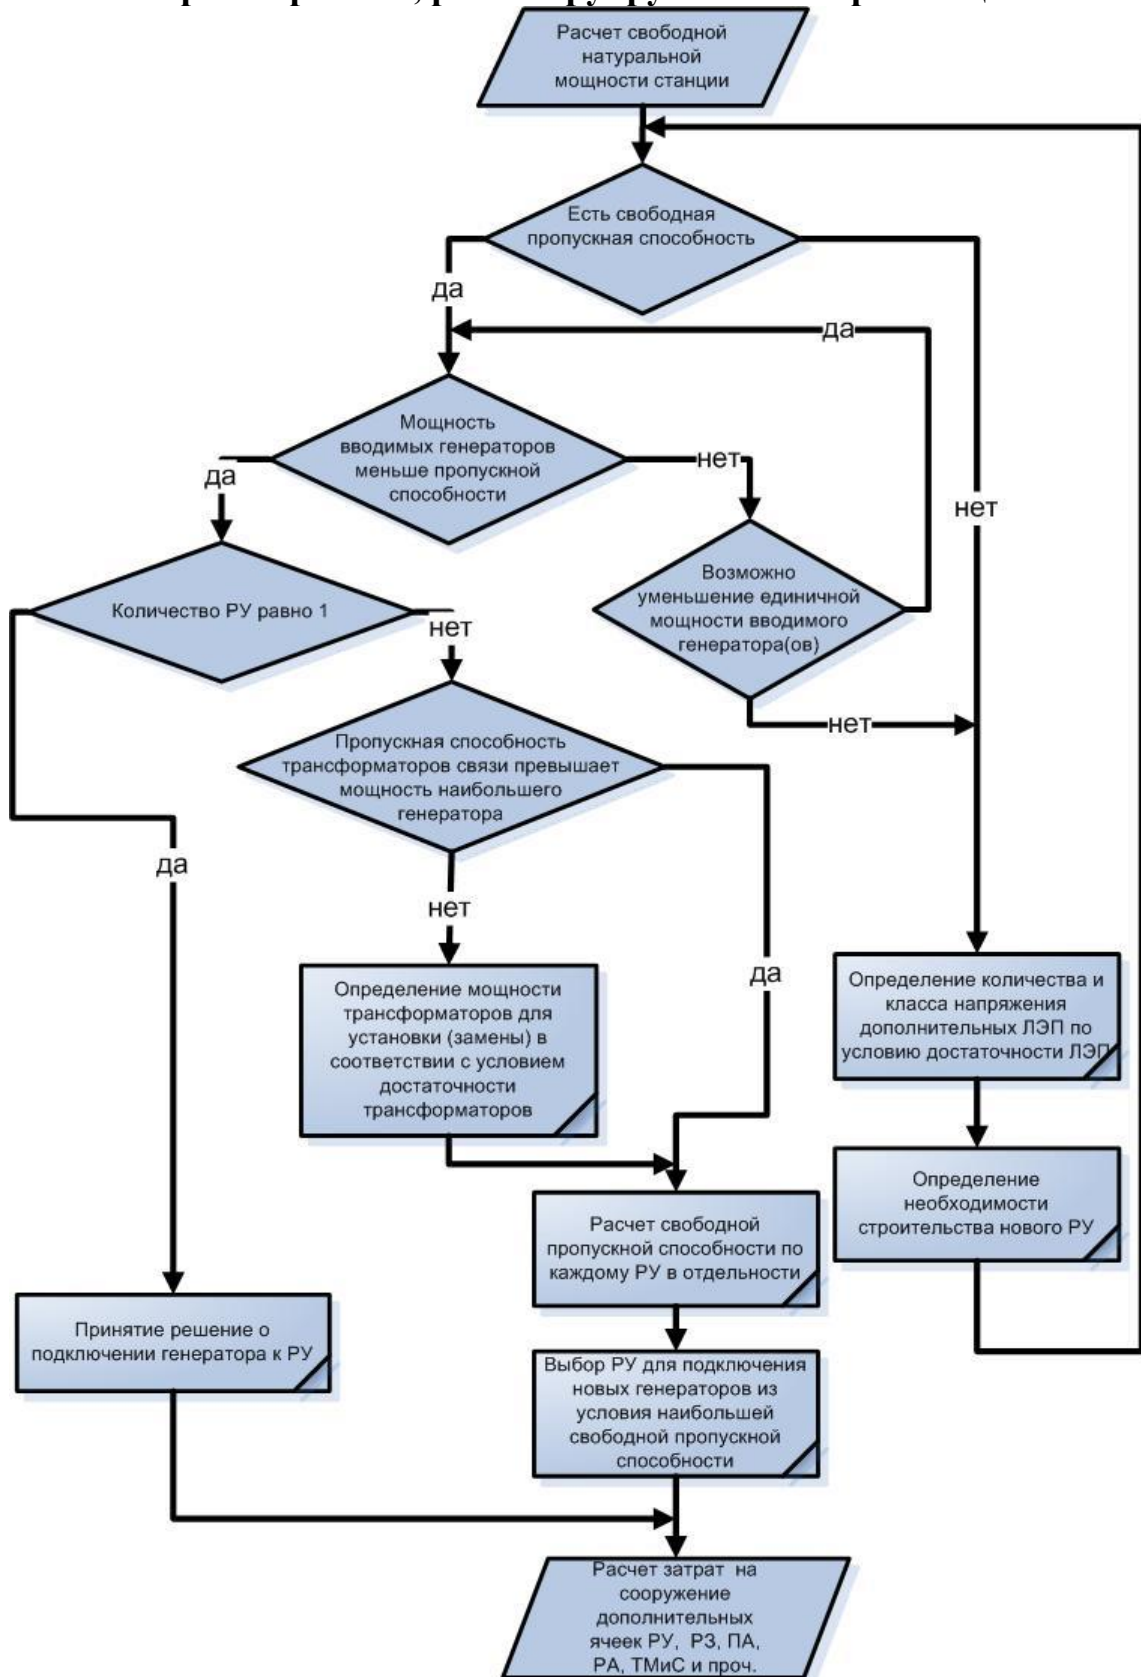 Расчет свободной
натуральной
мощности станции
Есть свободная
пропускная способность
да
да
Мощность
вводимых генераторов
меньше пропускной
способности
да
нет
нет
Возможно
уменьшение единичной
мощности вводимого
генератора(ов)
Количество РУ равно 1
нет
нет
Пропускная способность
трансформаторов связи превышает
мощность наибольшего
генератора
да
нет
да
Определение мощности
трансформаторов для
установки (замены) в
соответствии с условием
достаточности
трансформаторов
Определение количества и
класса напряжения
дополнительных ЛЭП по
условию достаточности ЛЭП
Определение
необходимости
строительства нового РУ
Расчет свободной
пропускной способности по
каждому РУ в отдельности
Принятие решение о
подключении генератора к РУ
Выбор РУ для подключения
новых генераторов из
условия наибольшей
свободной пропускной
способности
Расчет затрат на
сооружение
дополнительных
ячеек РУ, РЗ, ПА,
РА, ТМиС и проч.